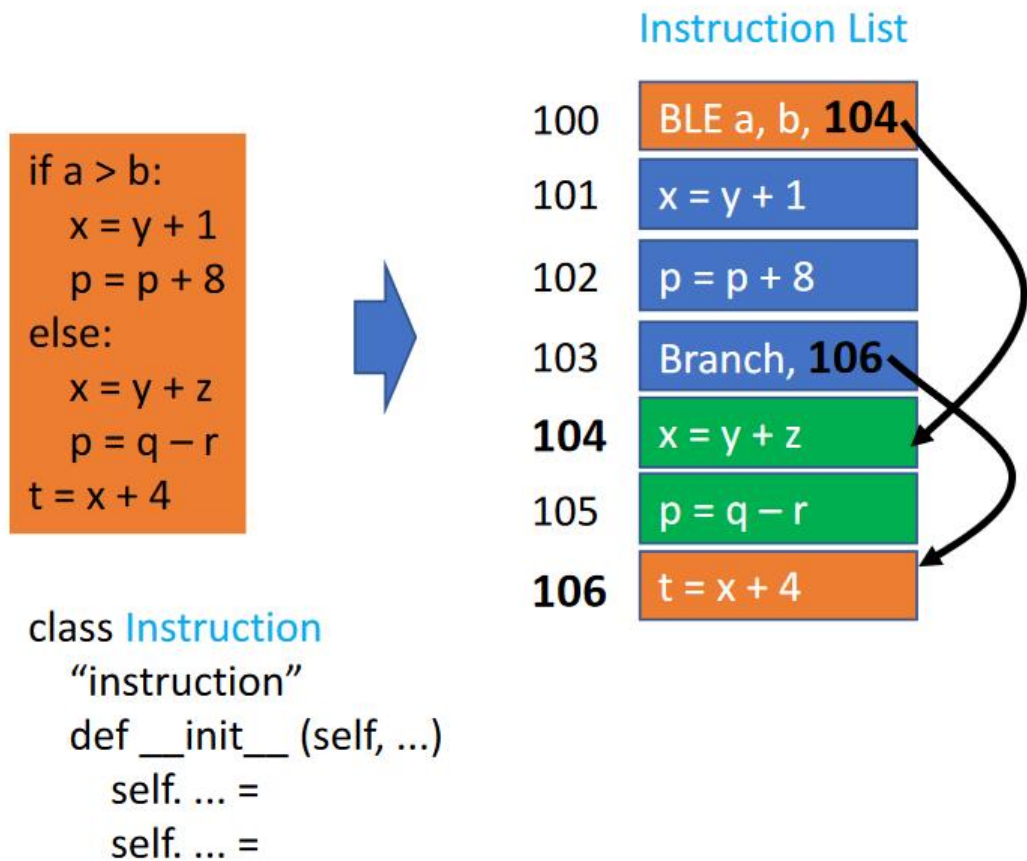 Instruction List
if a > b:
x = y + 1
p = p + 8
else:
x = y + z
p = q – r
t = x + 4
100 BLE a, b, 104
101 x = y + 1
102 p = p + 8
103 Branch, 106
104 x = y + z
105 p = q – r
106 t = x + 4
class Instruction
“instruction”
def __init__ (self, ...)
self. ... =
self. ... =